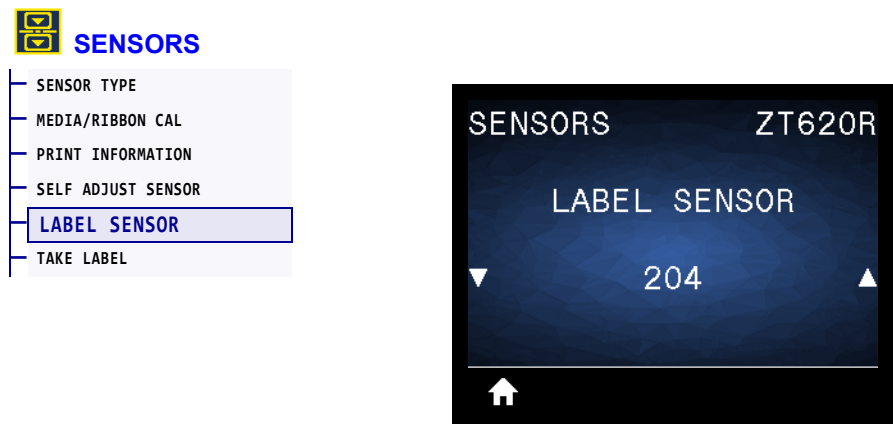 SENSORS
SENSOR TYPE
MEDIA/RIBBON CAL
PRINT INFORMATION
SELF ADJUST SENSOR
LABEL SENSOR
TAKE LABEL
SENSORS ZT620R
LABEL SENSOR
204